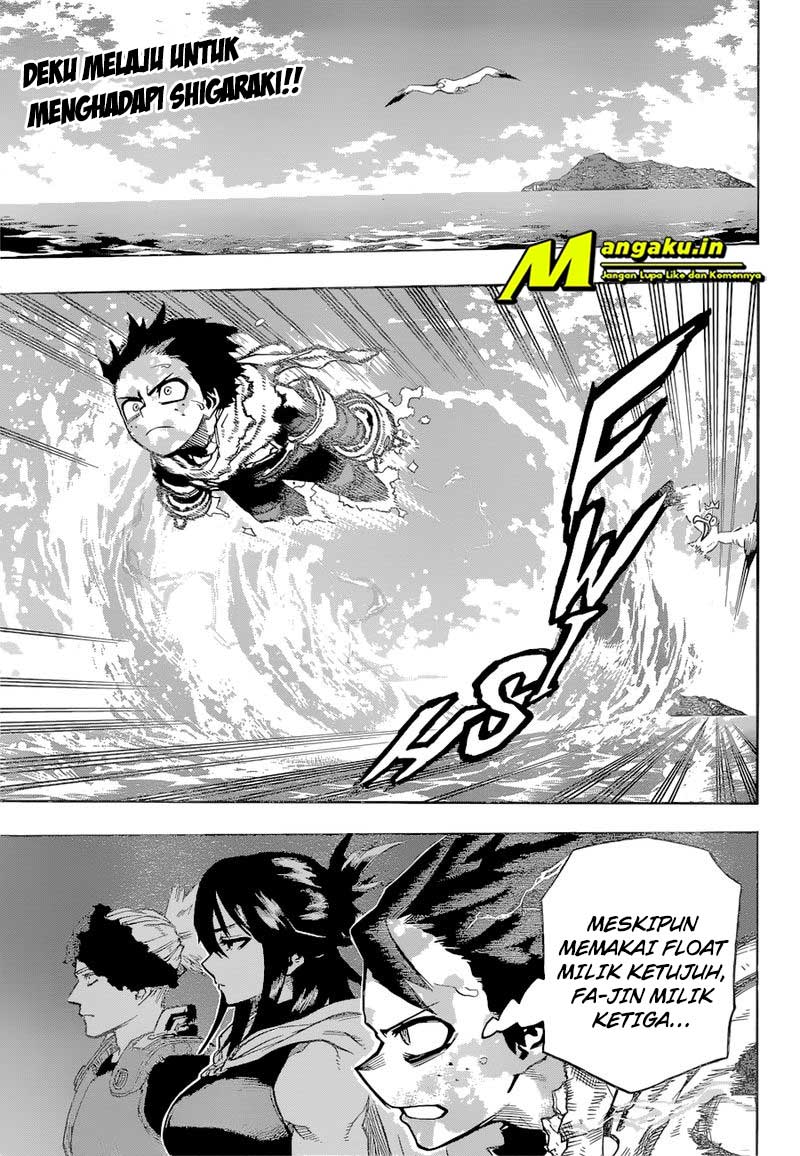 DEKU MELAJU UNTUK
MENGHADAPI SHIGARAKI!!
Mangaku.in
Jangan Lupa Like dan Komennya
FWISH
MESKIPUN
MEMAKAI FLOAT
MILIK KETUJUH,
FA-JIN MILIK
KETIGA...